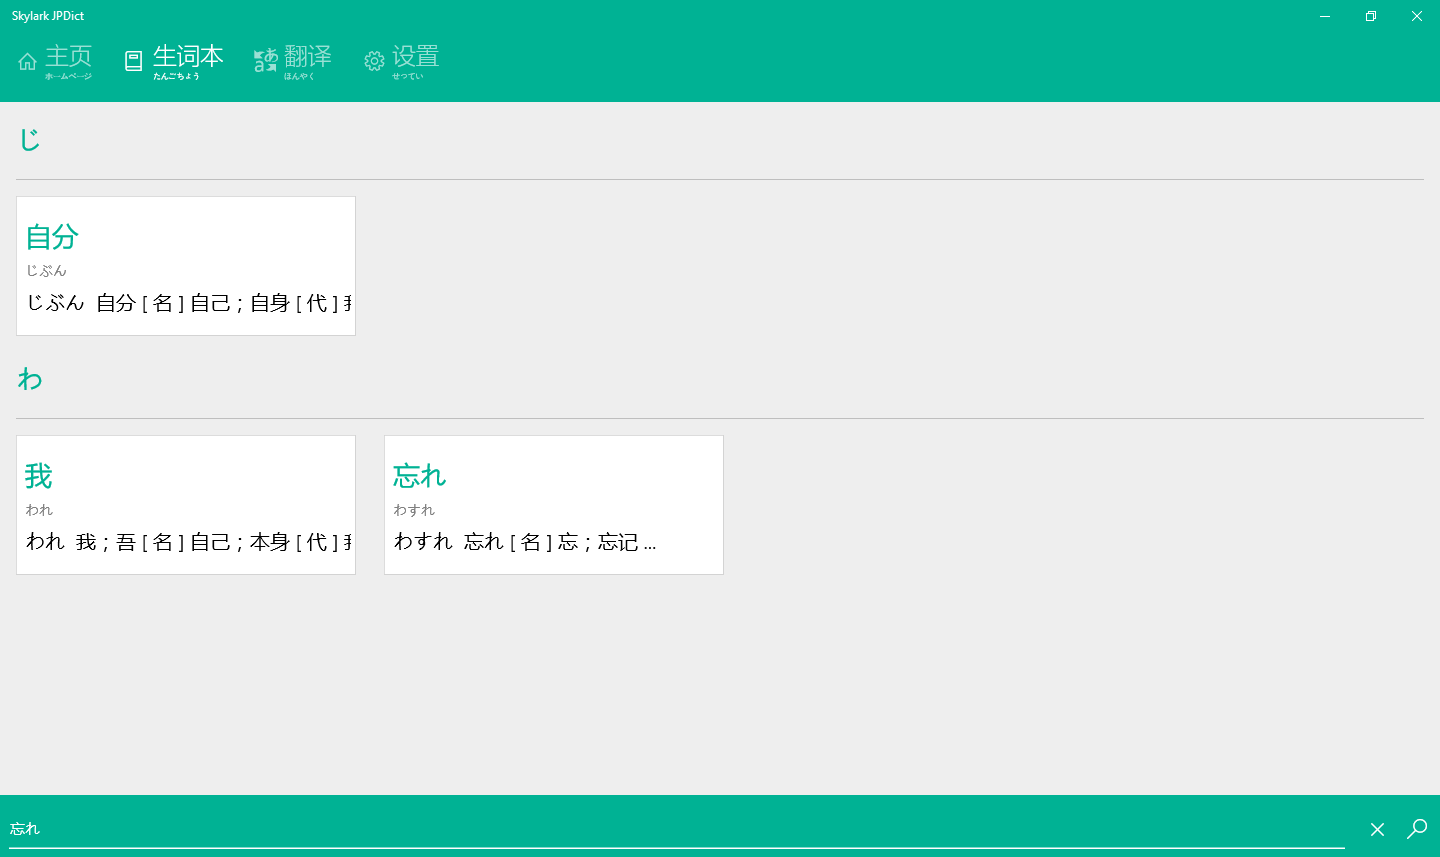 Skylark JPDict
主页 生词本 翻译 设置
ホームページ たんごちょう ほんやく せってい
じ
自分
じぶん
じぶん 自分 [ 名 ] 自己 ; 自身 [ 代 ]
わ
我
われ
われ 我 ; 吾 [ 名 ] 自己 ; 本身 [ 代 ]
忘れ
わすれ
わすれ 忘れ [ 名 ] 忘 ; 忘记 ...
忘れ